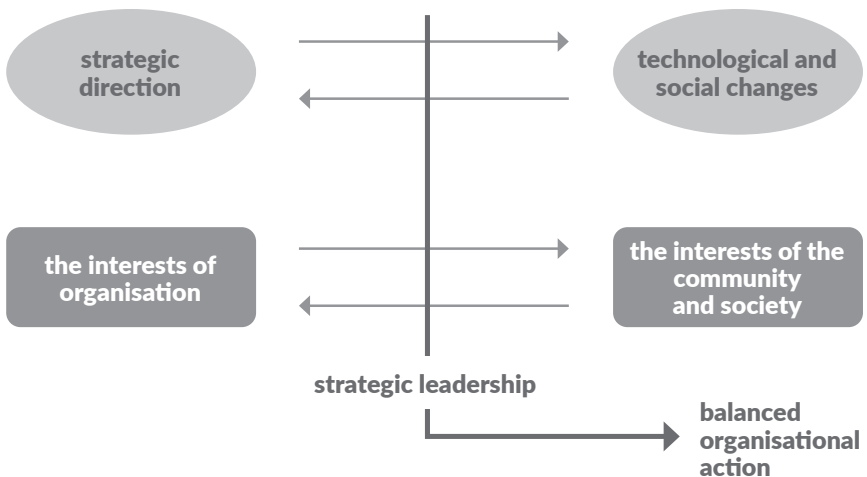 strategic
direction
technological and
social changes
the interests of
organisation
the interests of the
community
and society
strategic leadership
balanced
organisational
action